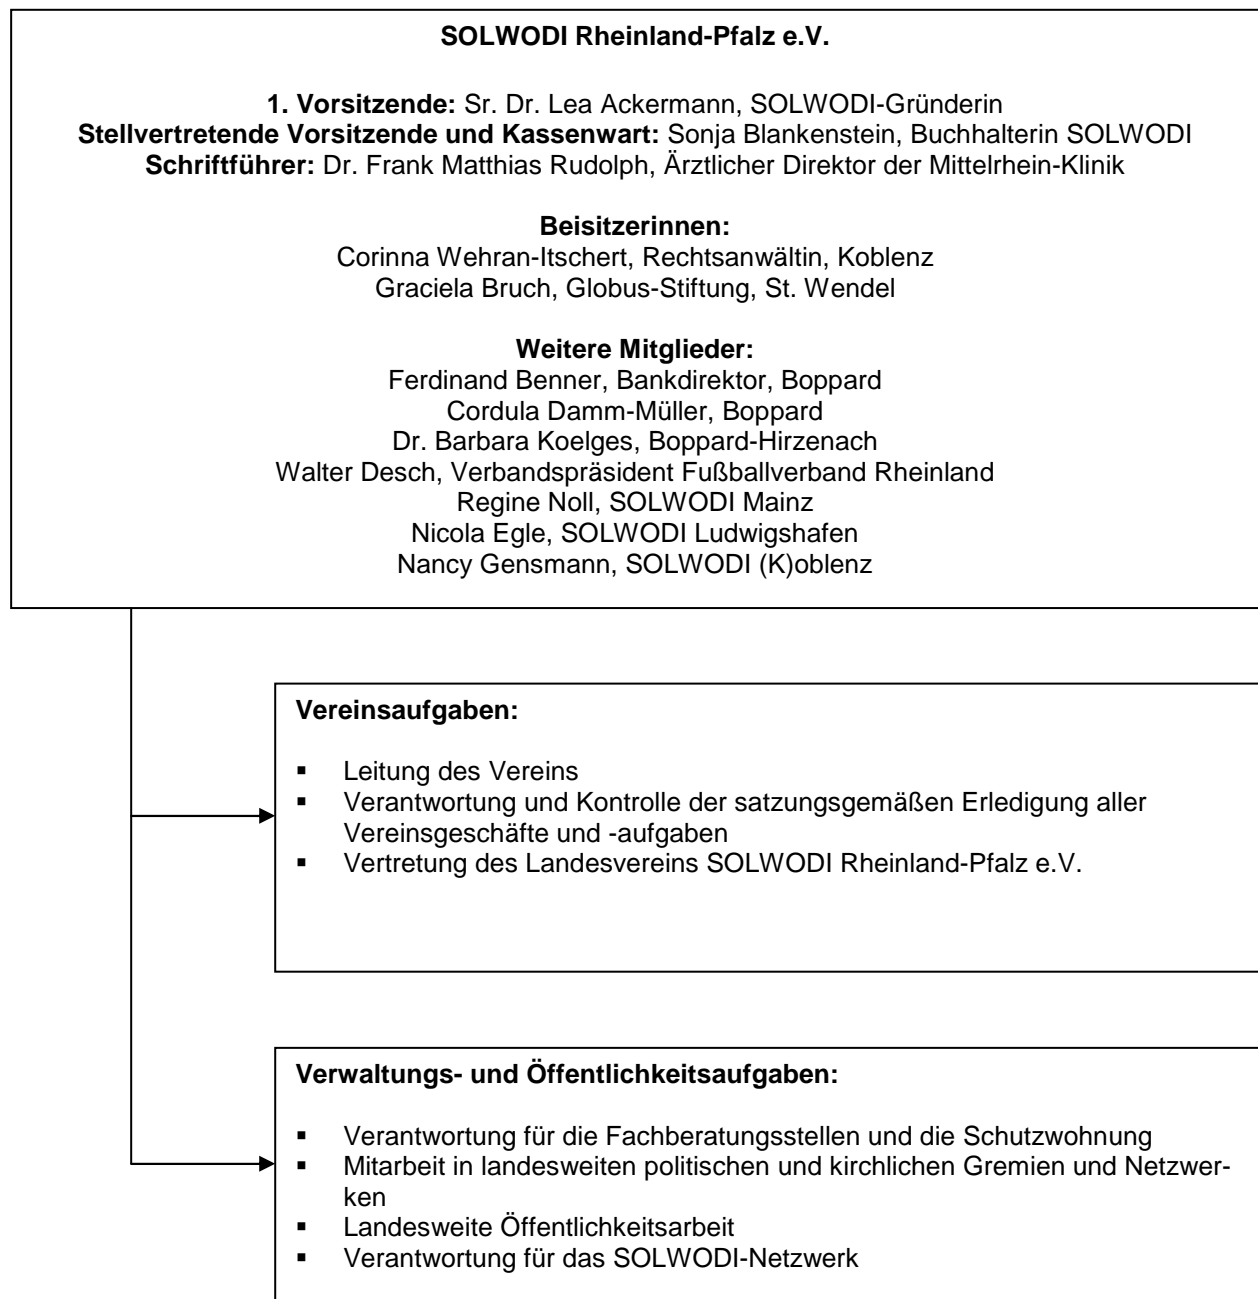 SOLWODI Rheinland-Pfalz e.V.
1. Vorsitzende: Sr. Dr. Lea Ackermann, SOLWODI-Gründerin
Stellvertretende Vorsitzende und Kassenwart: Sonja Blankenstein, Buchhalterin SOLWODI
Schriftführer: Dr. Frank Matthias Rudolph, Ärztlicher Direktor der Mittelrhein-Klinik
Beisitzerinnen:
Corinna Wehran-Itschert, Rechtsanwältin, Koblenz
Graciela Bruch, Globus-Stiftung, St. Wendel
Weitere Mitglieder:
Ferdinand Benner, Bankdirektor, Boppard
Cordula Damm-Müller, Boppard
Dr. Barbara Koelges, Boppard-Hirzenach
Walter Desch, Verbandspräsident Fußballverband Rheinland
Regine Noll, SOLWODI Mainz
Nicola Egle, SOLWODI Ludwigshafen
Nancy Gensmann, SOLWODI (K)oblenz
Vereinsaufgaben:
▪ Leitung des Vereins
▪ Verantwortung und Kontrolle der satzungsgemäßen Erledigung aller
Vereinsgeschäfte und -aufgaben
▪ Vertretung des Landesvereins SOLWODI Rheinland-Pfalz e.V.
Verwaltungs- und Öffentlichkeitsaufgaben:
▪ Verantwortung für die Fachberatungsstellen und die Schutzwohnung
▪ Mitarbeit in landesweiten politischen und kirchlichen Gremien und Netzwer-
ken
▪ Landesweite Öffentlichkeitsarbeit
▪ Verantwortung für das SOLWODI-Netzwerk